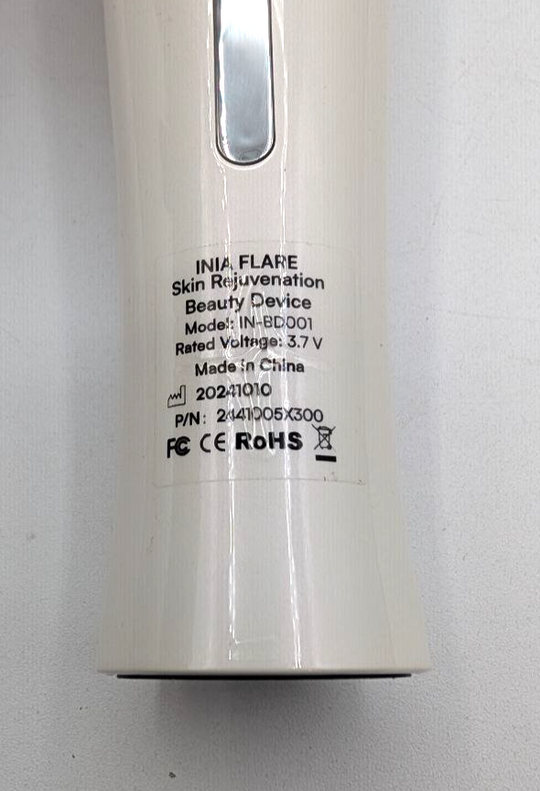 INIA FLARE
Skin Rejuvenation
Beauty Device
Model: IN-BD001
Rated Voltage: 3.7 V
Made in China
20241010
P/N: 2441005X300
FC CE RoHS